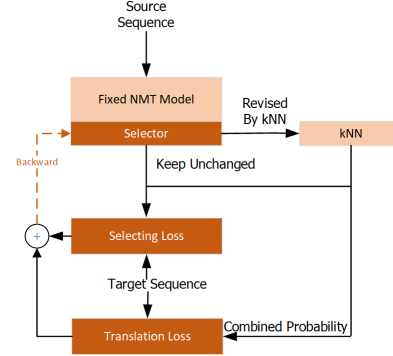 Source
Sequence
Fixed NMT Model
Selector
Revised
By kNN
kNN
Backward
Keep Unchanged
+
Selecting Loss
Target Sequence
Combined Probability
Translation Loss